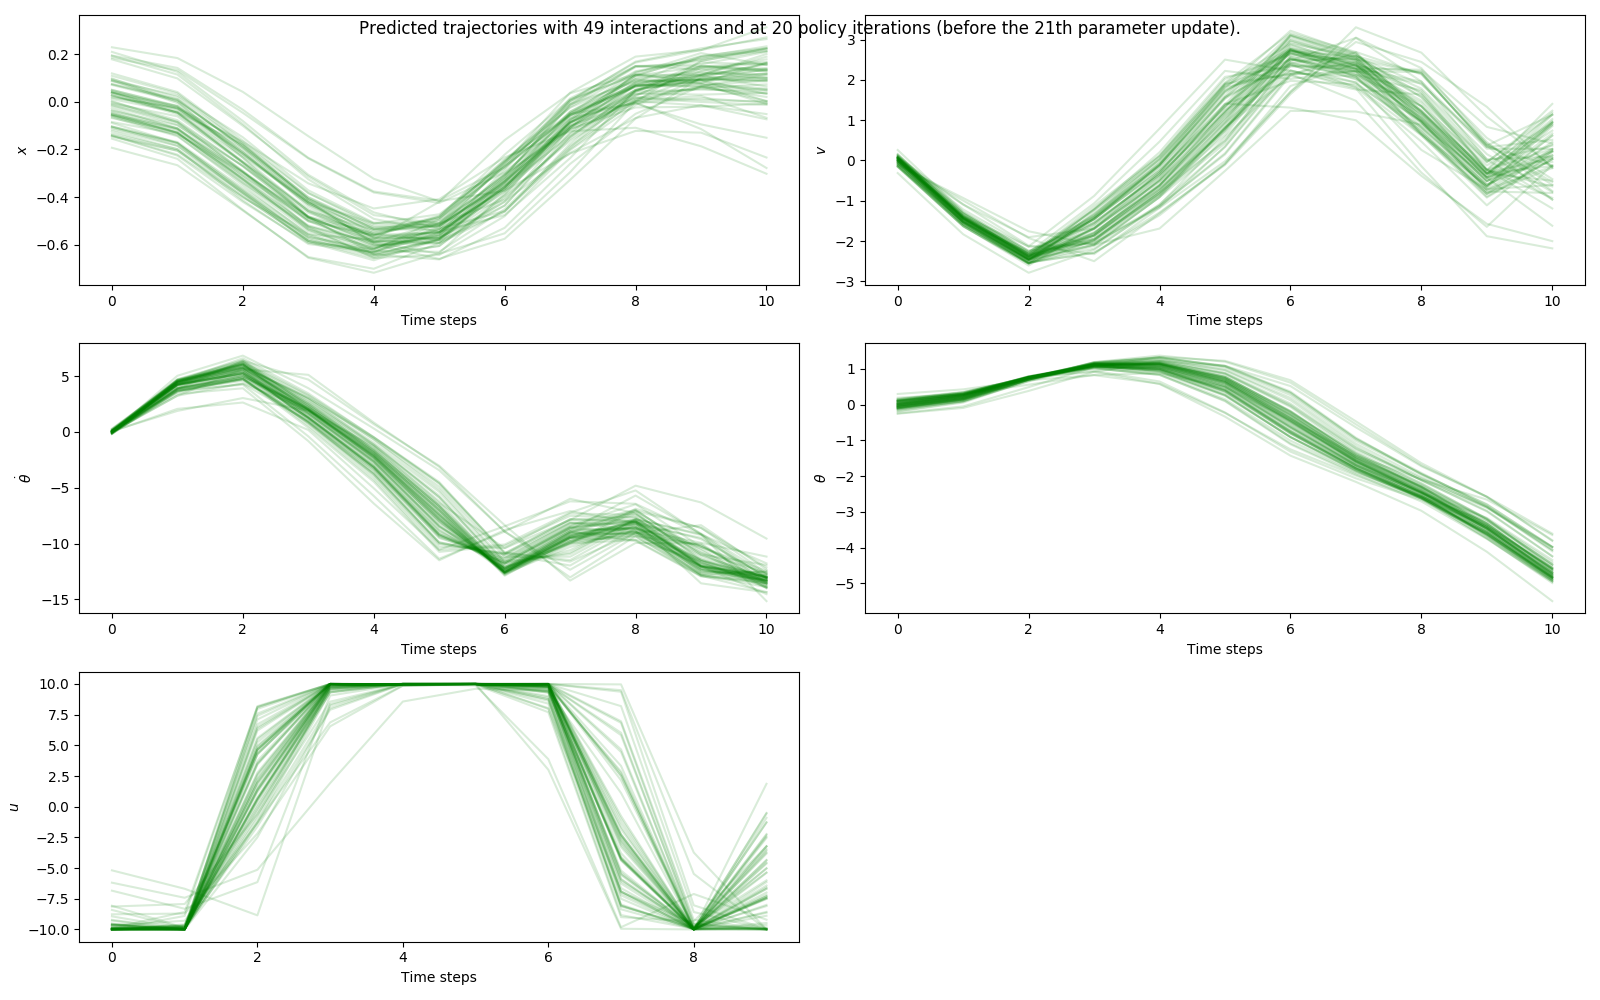 Predicted trajectories with 49 interactions and at 20 policy iterations (before the 21th parameter update).
0.2
0.0
−0.2
−0.4
−0.6
x
0 2 4 6 8 10
Time steps
3
2
1
0
−1
−2
−3
v
0 2 4 6 8 10
Time steps
5
0
−5
−10
−15
θ̇
0 2 4 6 8 10
Time steps
1
0
−1
−2
−3
−4
−5
θ
0 2 4 6 8 10
Time steps
10.0
7.5
5.0
2.5
0.0
−2.5
−5.0
−7.5
−10.0
u
0 2 4 6 8
Time steps